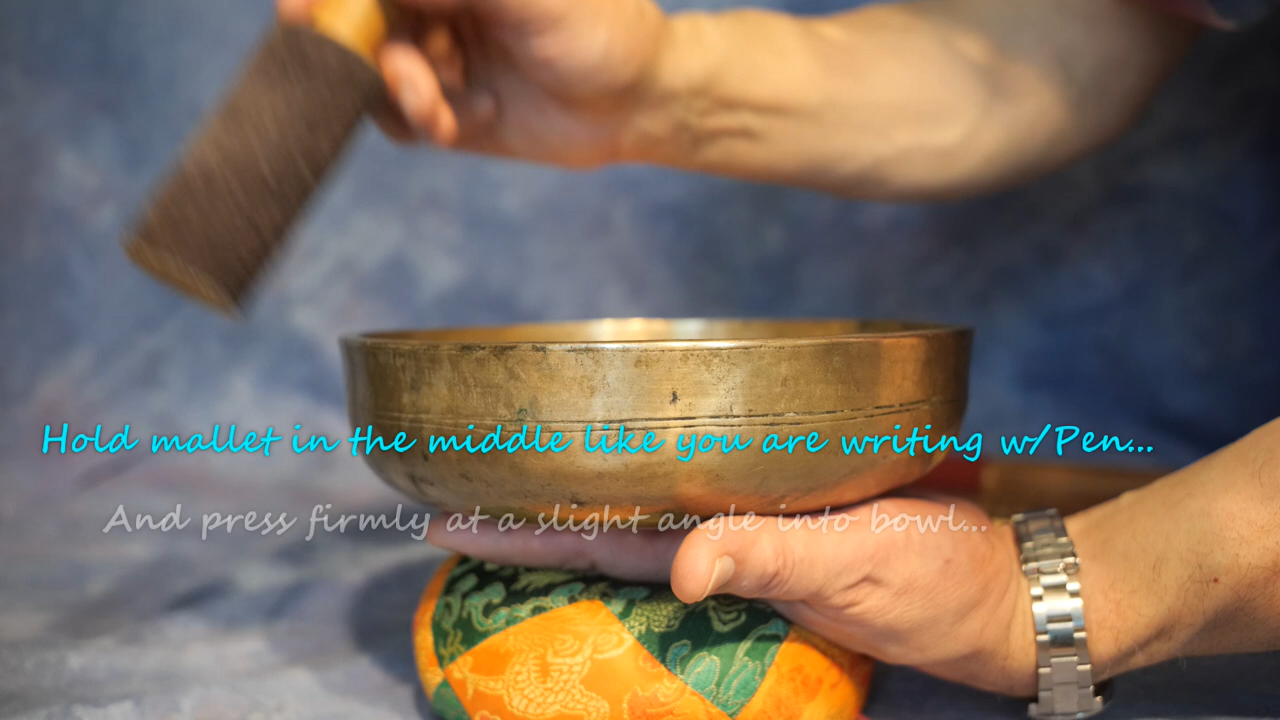 Hold mallet in the middle like you are writing w/Pen...
And press firmly at a slight angle into bowl...